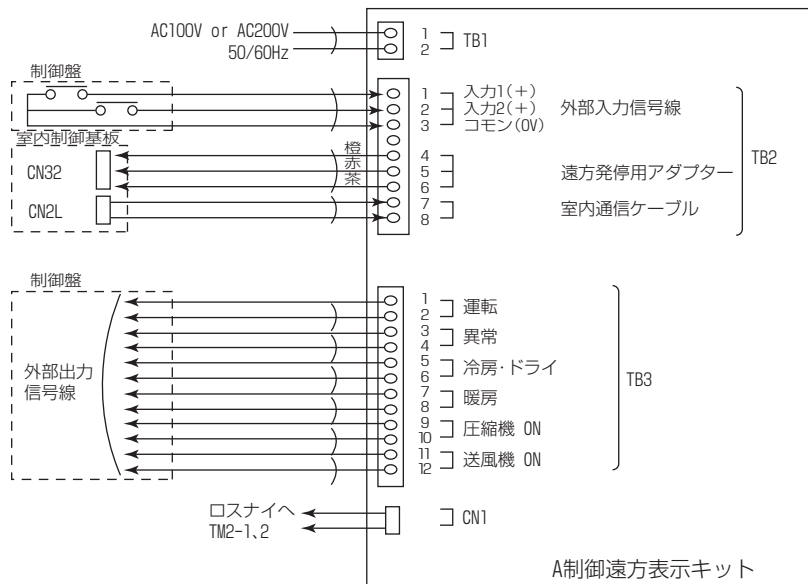 AC100V or AC200V
50/60Hz
1
2
TB1
制御盤
1
2
3
入力1(+)
入力2(+)
コモン(0V)
外部入力信号線
室内制御基板
CN32
CN2L
橙
赤
茶
4
5
6
7
8
遠方発停用アダプター
室内通信ケーブル
TB2
制御盤
外部出力
信号線
1
2
運転
3
4
異常
5
6
冷房・ドライ
7
8
暖房
9
10
圧縮機 ON
11
12
送風機 ON
TB3
ロスナイへ
TM2-1、2
CN1
A制御遠方表示キット